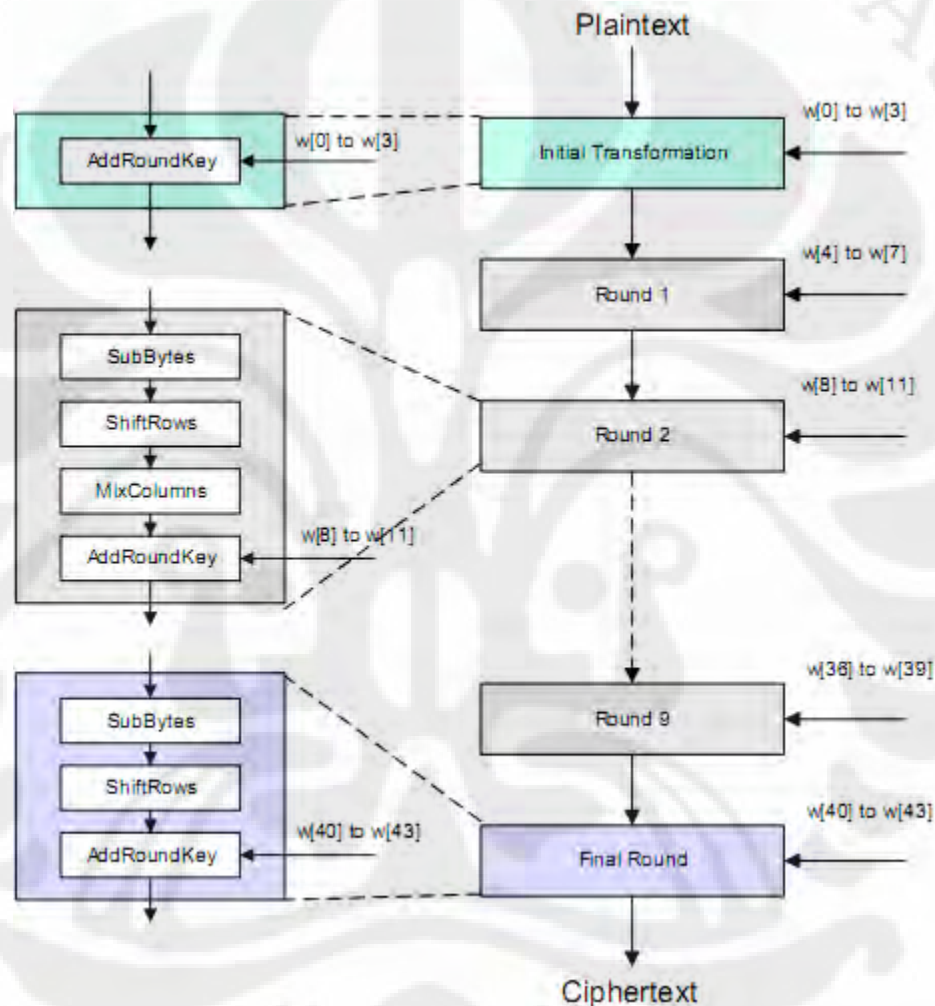 Plaintext
w[0] to w[3]
Initial Transformation
w[0] to w[3]
AddRoundKey
w[4] to w[7]
Round 1
SubBytes
ShiftRows
MixColumns
AddRoundKey
w[8] to w[11]
w[8] to w[11]
Round 2
w[36] to w[39]
Round 9
SubBytes
ShiftRows
AddRoundKey
w[40] to w[43]
w[40] to w[43]
Final Round
Ciphertext